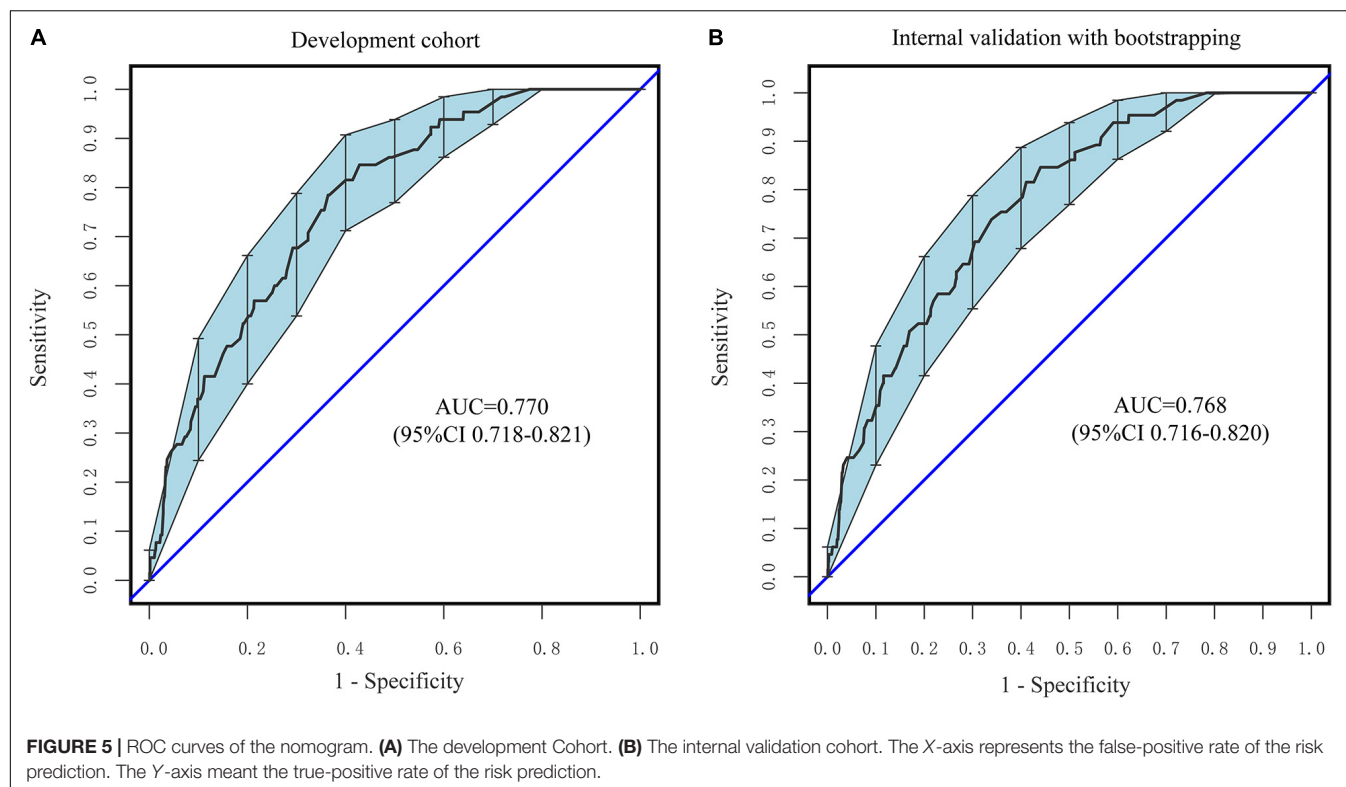 A
Development cohort
1.0
0.9
0.8
0.7
0.6
0.5
0.4
0.3
0.2
0.1
0.0
Sensitivity
AUC=0.770
(95%CI 0.718-0.821)
0.0 0.2 0.4 0.6 0.8 1.0
1 - Specificity
B
Internal validation with bootstrapping
1.0
0.9
0.8
0.7
0.6
0.5
0.4
0.3
0.2
0.1
0.0
Sensitivity
AUC=0.768
(95%CI 0.716-0.820)
0.0 0.1 0.2 0.3 0.4 0.5 0.6 0.7 0.8 0.9 1.0
1 - Specificity
FIGURE 5 | ROC curves of the nomogram. (A) The development Cohort. (B) The internal validation cohort. The X-axis represents the false-positive rate of the risk
prediction. The Y-axis meant the true-positive rate of the risk prediction.